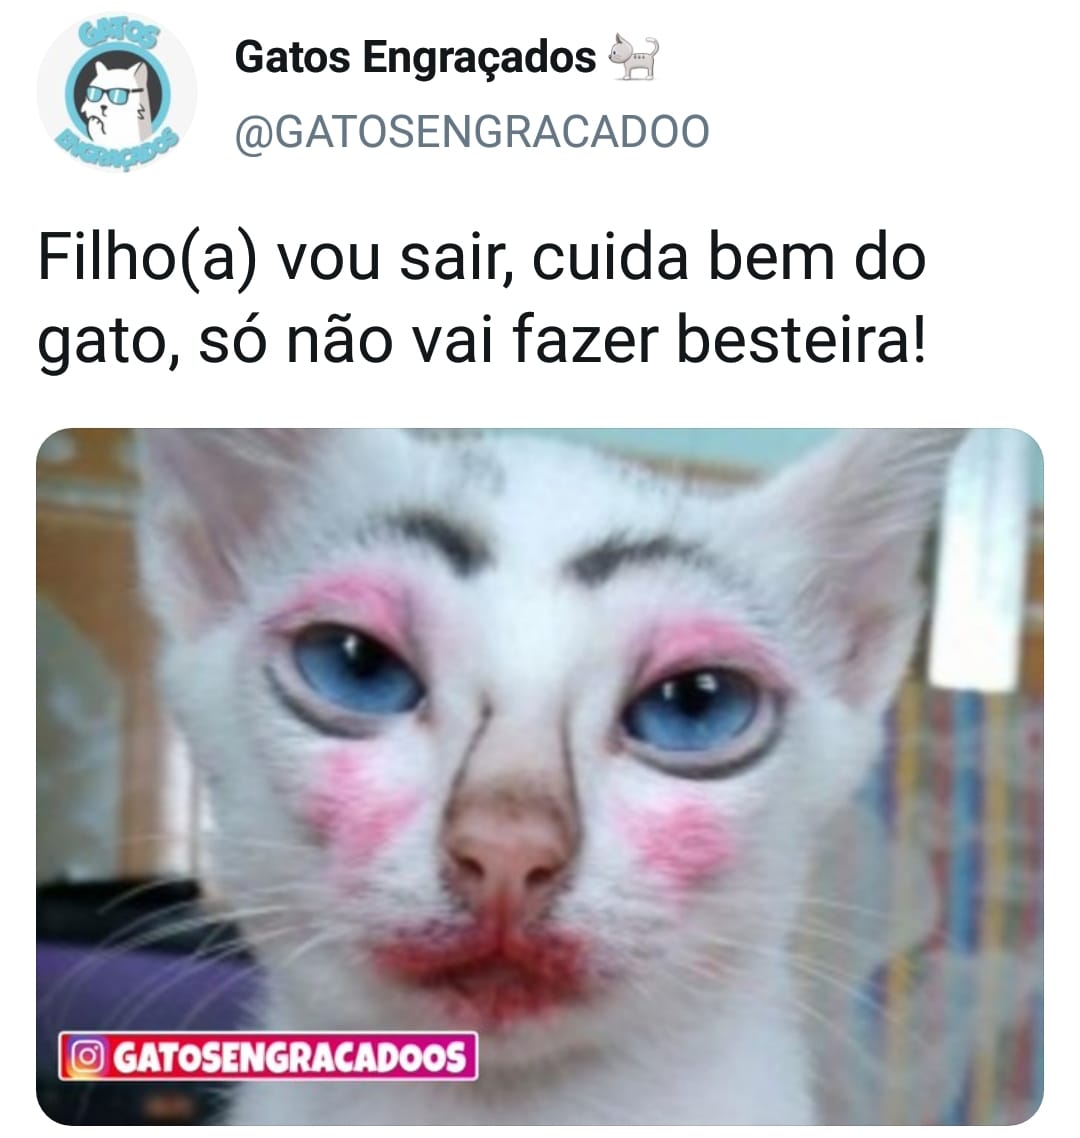 GATOS
ENGRAÇADOS
Gatos Engraçados
@GATOSENGRACADOO
Filho(a) vou sair, cuida bem do
gato, só não vai fazer besteira!
GATOSENGRACADOOS